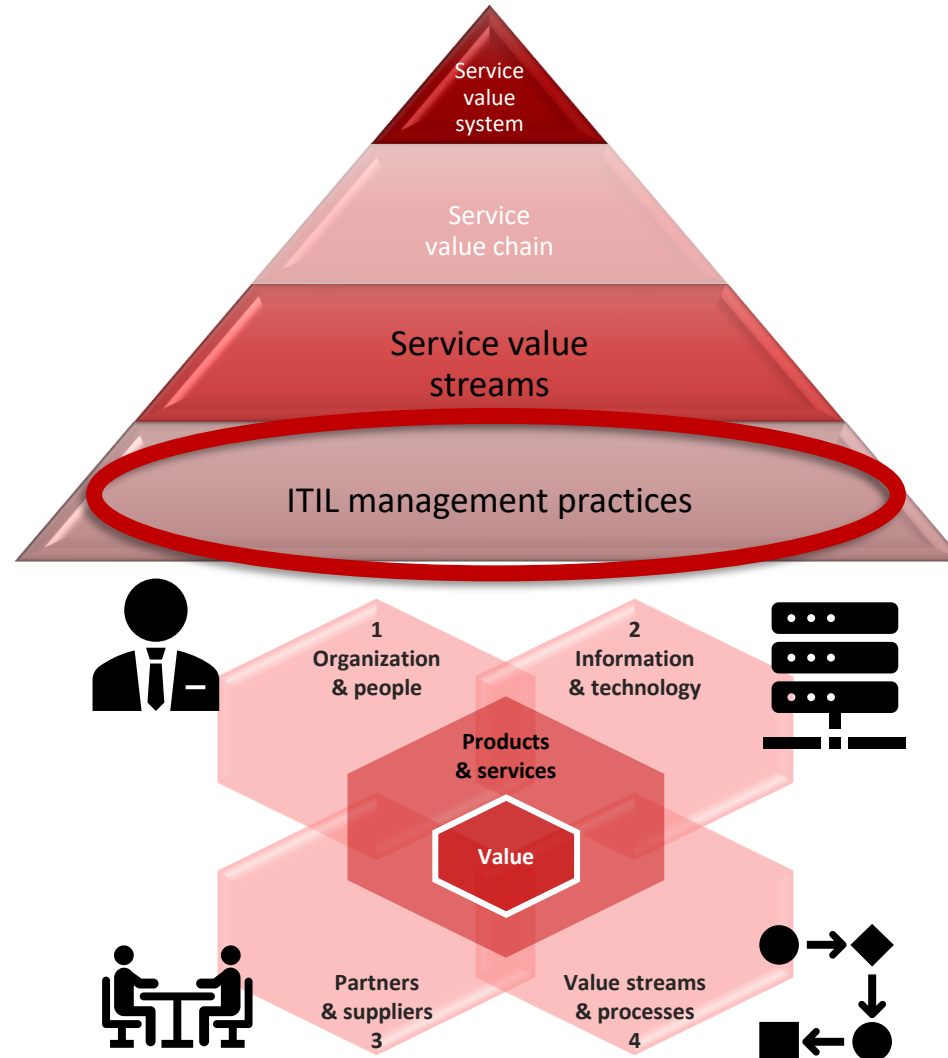 Service
value
system
Service
value chain
Service value
streams
ITIL management practices
1
Organization
& people
2
Information
& technology
Products
& services
Value
Partners
& suppliers
3
Value streams
& processes
4